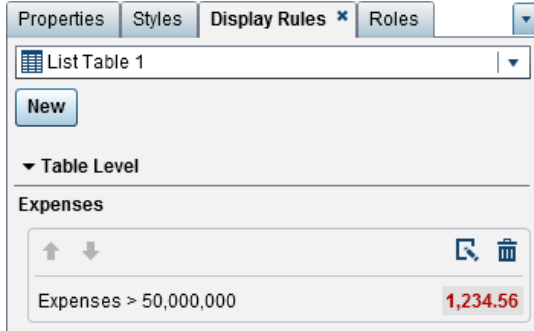 Properties Styles Display Rules × Roles
List Table 1
New
Table Level
Expenses
Expenses > 50,000,000 1,234.56